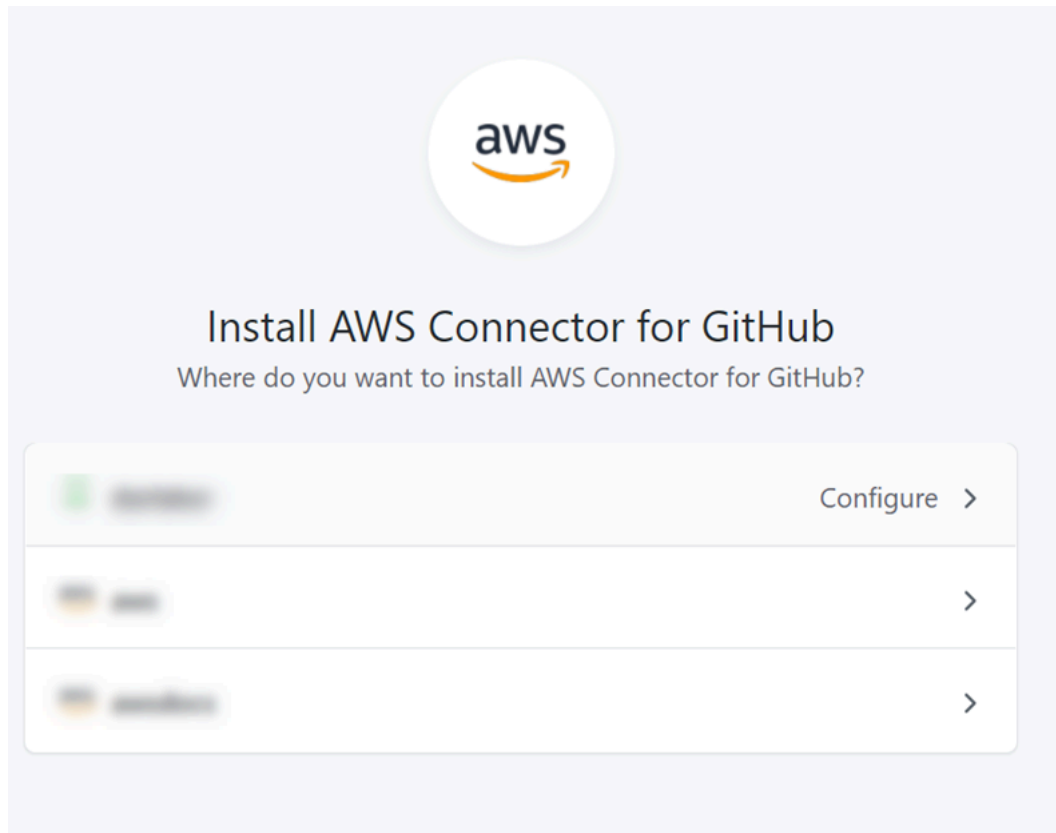 aws
Install AWS Connector for GitHub
Where do you want to install AWS Connector for GitHub?
Configure